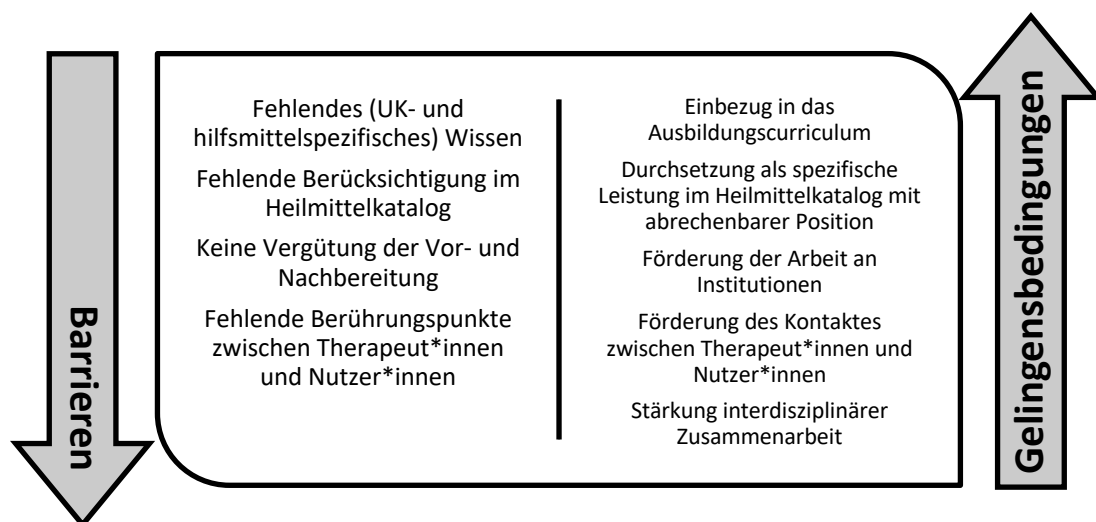 Barrieren
Fehlendes (UK- und
hilfsmittelspezifisches) Wissen
Fehlende Berücksichtigung im
Heilmittelkatalog
Keine Vergütung der Vor- und
Nachbereitung
Fehlende Berührungspunkte
zwischen Therapeut*innen
und Nutzer*innen
Einbezug in das
Ausbildungscurriculum
Durchsetzung als spezifische
Leistung im Heilmittelkatalog mit
abrechenbarer Position
Förderung der Arbeit an
Institutionen
Förderung des Kontaktes
zwischen Therapeut*innen und
Nutzer*innen
Stärkung interdisziplinärer
Zusammenarbeit
Gelingensbedingungen